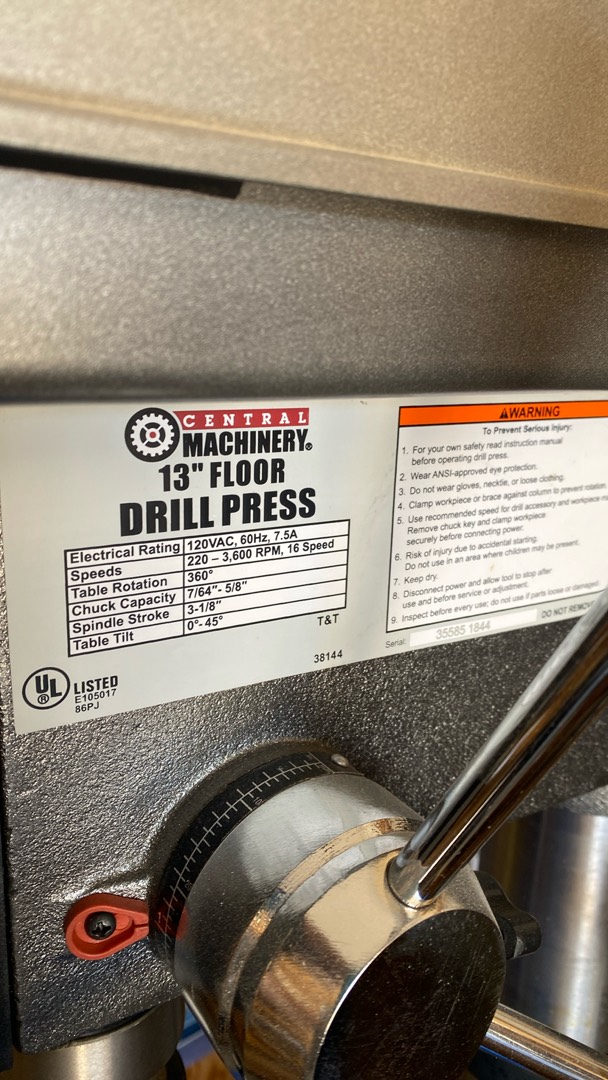 CENTRAL
MACHINERY®
13" FLOOR
DRILL PRESS
Electrical Rating 120VAC, 60Hz, 7.5A
Speeds 220 – 3,600 RPM, 16 Speed
Table Rotation 360°
Chuck Capacity 7/64"- 5/8"
Spindle Stroke 3-1/8"
Table Tilt 0°- 45°
T&T
38144
UL
®
LISTED
E105017
86PJ
WARNING
To Prevent Serious Injury:
1. For your own safety read instruction manual
before operating drill press.
2. Wear ANSI-approved eye protection.
3. Do not wear gloves, necktie, or loose clothing.
4. Clamp workpiece or brace against column to prevent rotation.
5. Use recommended speed for drill accessory and workpiece
Remove chuck key and clamp workpiece
securely before connecting power.
6. Risk of injury due to accidental starting.
Do not use in an area where children may be present.
7. Keep dry.
8. Disconnect power and allow tool to stop after
use and before service or adjustment.
9. Inspect before every use; do not use if parts loose or damaged.
Serial: 35585 1844
DO NOT REMOVE